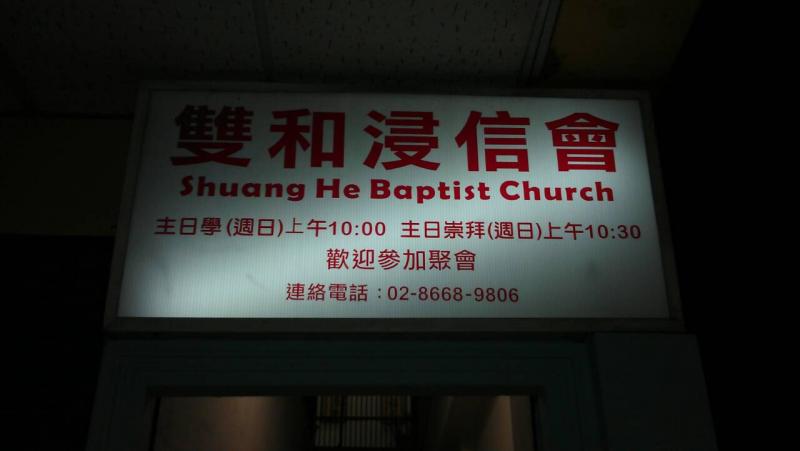 雙和浸信會
Shuang He Baptist Church
主日學(週日)上午10:00 主日崇拜(週日)上午10:30
歡迎參加聚會
連絡電話：02-8668-9806